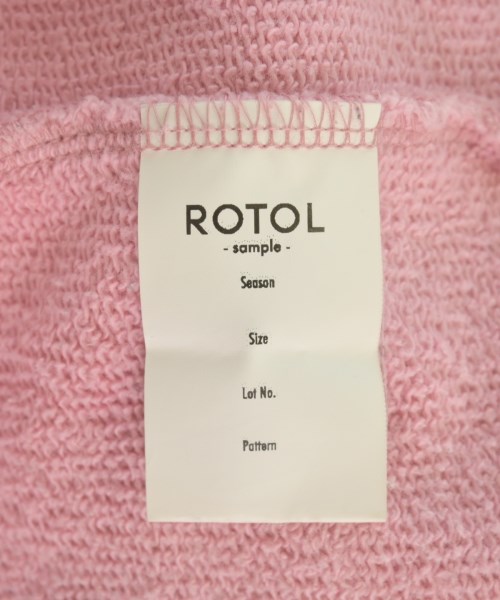 ROTOL
- sample -
Season
Size
Lot No.
Pattern